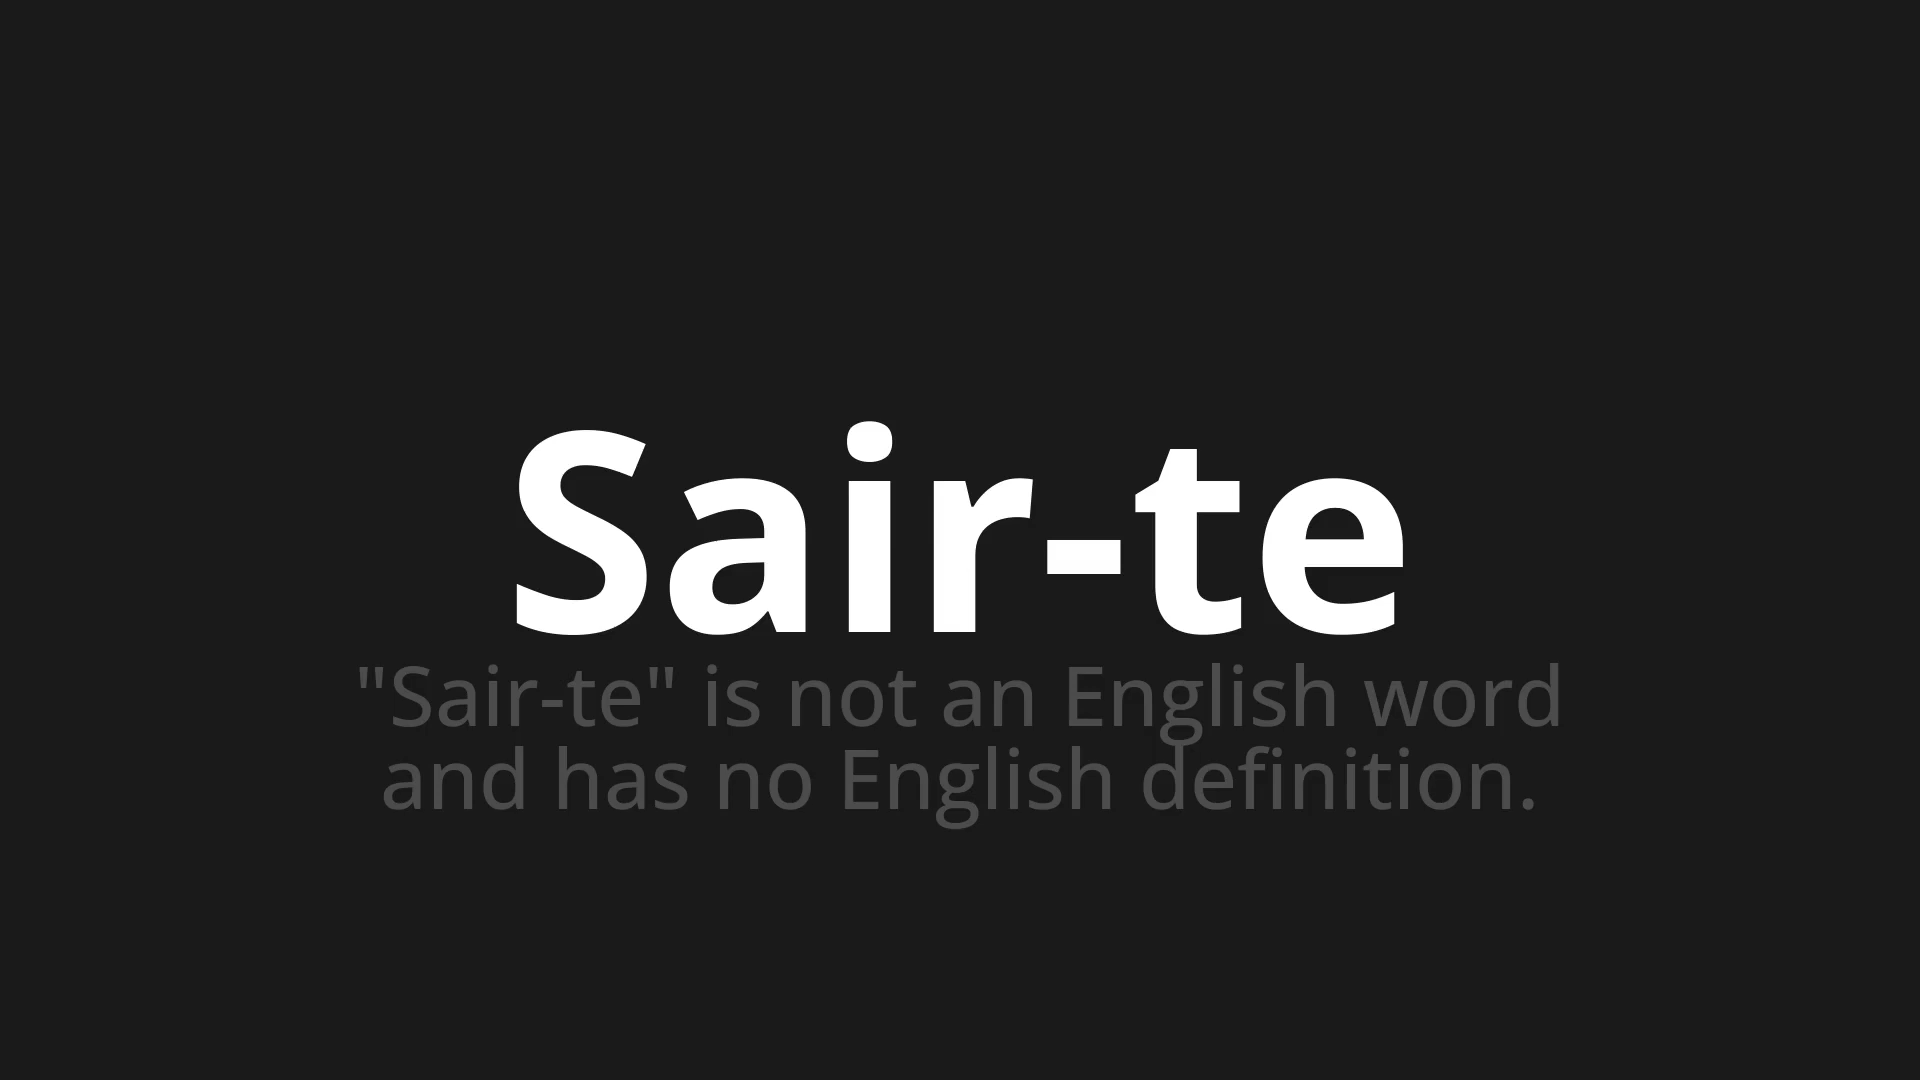 Sair-te
"Sair-te" is not an English word
and has no English definition.